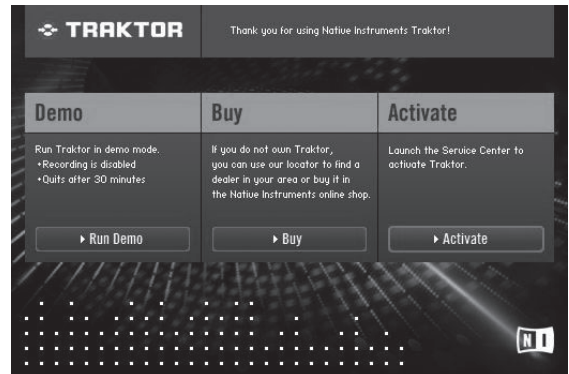 TRAKTOR
Thank you for using Native Instruments Traktor!
Demo
Run Traktor in demo mode.
•Recording is disabled
•Quits after 30 minutes
Run Demo
Buy
If you do not own Traktor,
you can use our locator to find a
dealer in your area or buy it in
the Native Instruments online shop.
Buy
Activate
Launch the Service Center to
activate Traktor.
Activate
NI